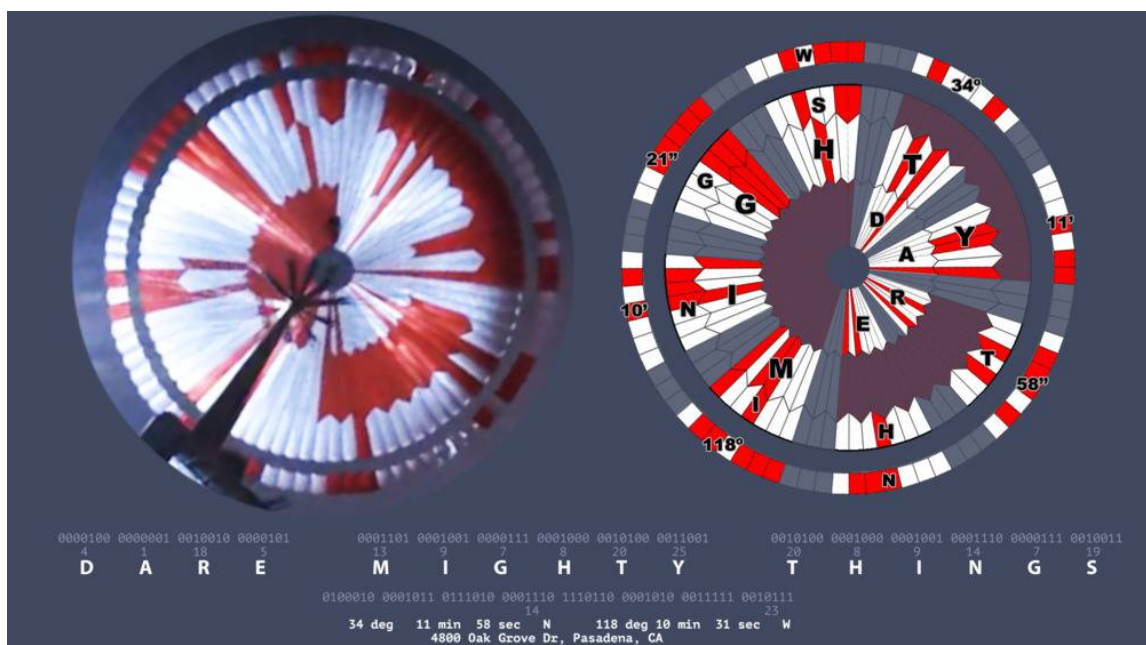 W
34º
S
H
T
21"
G
G
D
11'
Y
A
N
I
R
10'
E
T
M
58"
I
H
118º
N
0000100 0000001 0010010 0000101 0001101 0001001 0000111 0001000 0010100 0011001 0010100 0001000 0001001 0001110 0000111 0010011
4 1 18 5 13 9 7 8 20 25 20 8 9 14 7 19
D A R E M I G H T Y T H I N G S
0100010 0001011 0111010 0001110 1110110 0001010 0011111 0010111
14 23
34 deg 11 min 58 sec N 118 deg 10 min 31 sec W
4800 Oak Grove Dr, Pasadena, CA